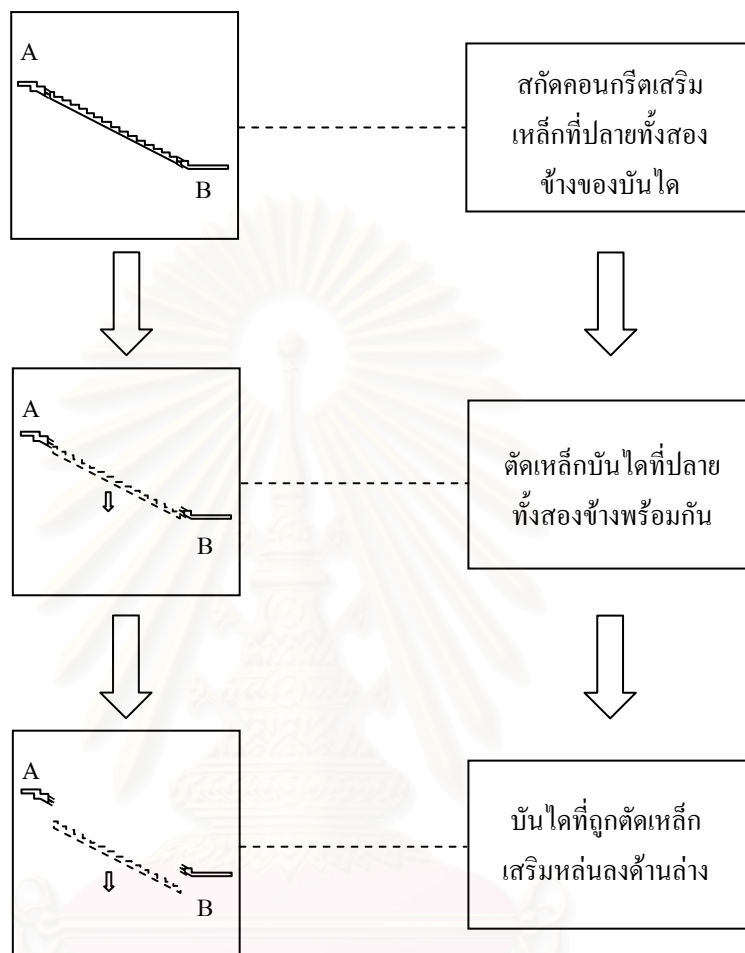 A
B
สกัดคอนกรีตเสริม
เหล็กที่ปลายทั้งสอง
ข้างของบันได
A
B
ตัดเหล็กบันไดที่ปลาย
ทั้งสองข้างพร้อมกัน
A
B
บันไดที่ถูกตัดเหล็ก
เสริมหล่นลงด้านล่าง